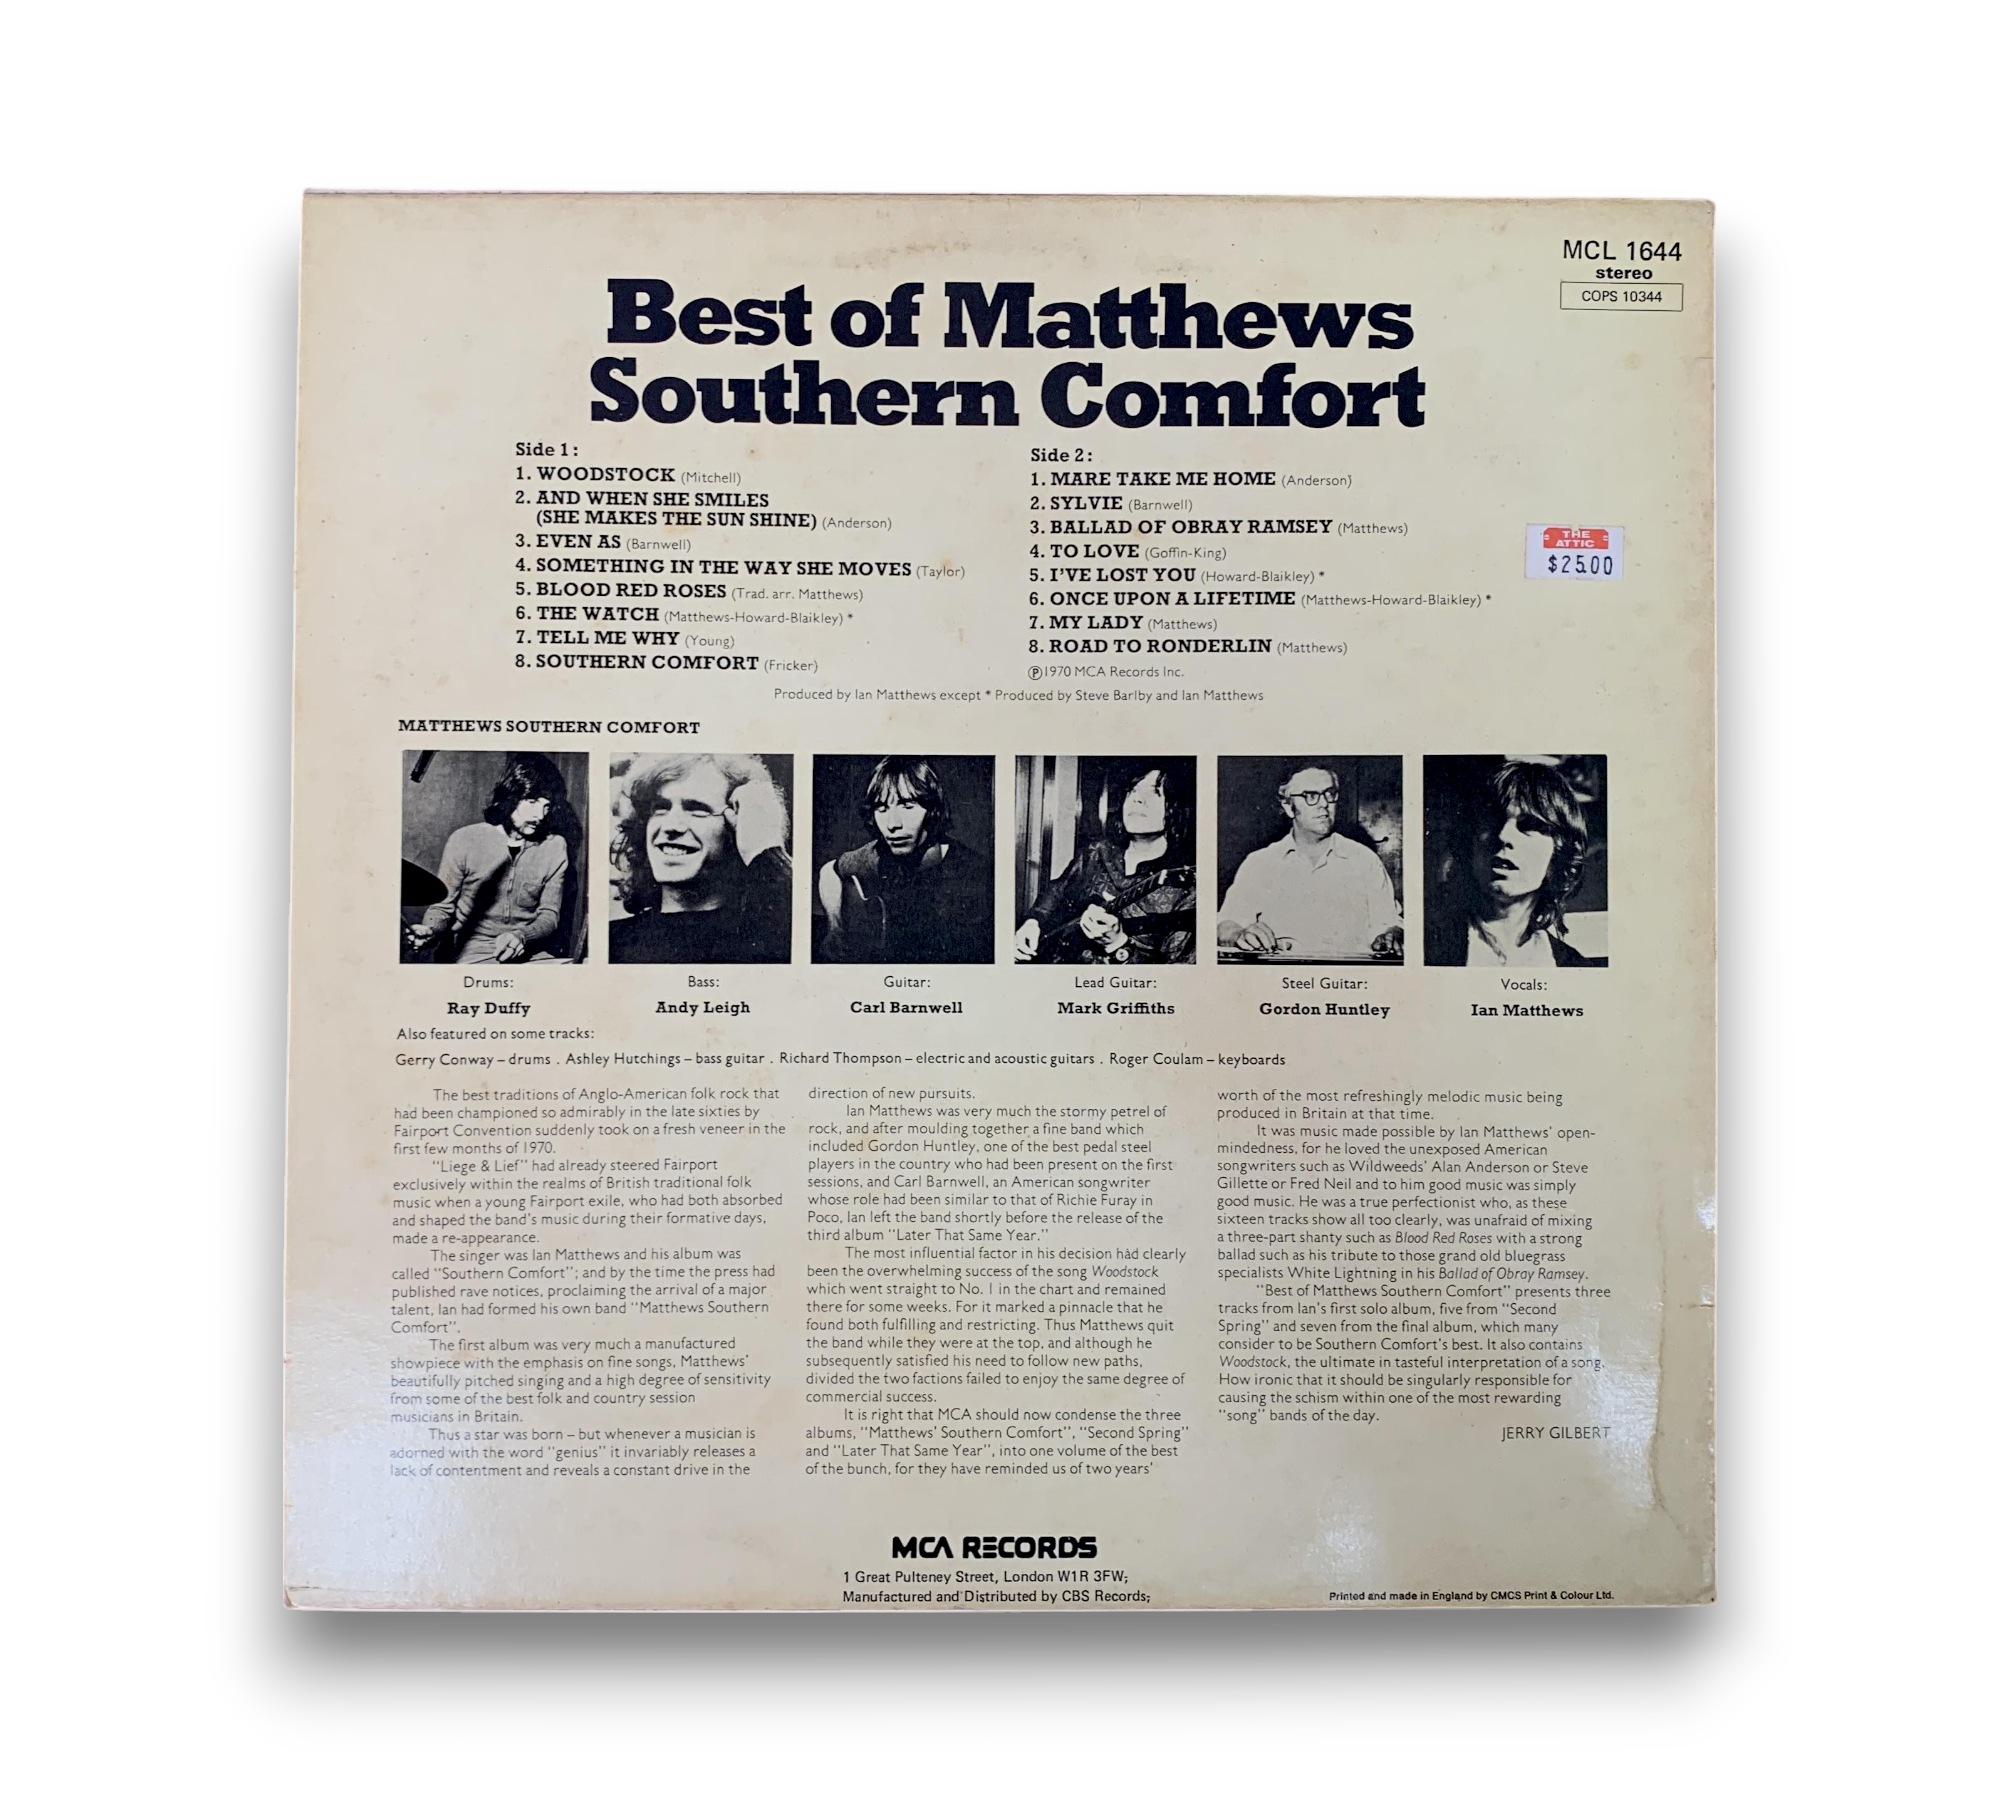 MCL 1644
stereo
COPS 10344
Best of Matthews
Southern Comfort
Side 1:
1. WOODSTOCK (Mitchell)
2. AND WHEN SHE SMILES
(SHE MAKES THE SUN SHINE) (Anderson)
3. EVEN AS (Barnwell)
4. SOMETHING IN THE WAY SHE MOVES (Taylor)
5. BLOOD RED ROSES (Trad. arr. Matthews)
6. THE WATCH (Matthews-Howard-Blaikley) *
7. TELL ME WHY (Young)
8. SOUTHERN COMFORT (Fricker)
Side 2:
1. MARE TAKE ME HOME (Anderson)
2. SYLVIE (Barnwell)
3. BALLAD OF OBRAY RAMSEY (Matthews)
4. TO LOVE (Goffin-King)
5. I'VE LOST YOU (Howard-Blaikley) *
6. ONCE UPON A LIFETIME (Matthews-Howard-Blaikley) *
7. MY LADY (Matthews)
8. ROAD TO RONDERLIN (Matthews)
℗1970 MCA Records Inc.
THE
ATTIC
$25.00
Produced by Ian Matthews except * Produced by Steve Barlby and Ian Matthews
MATTHEWS SOUTHERN COMFORT
Drums:
Ray Duffy
Bass:
Andy Leigh
Guitar:
Carl Barnwell
Lead Guitar:
Mark Griffiths
Steel Guitar:
Gordon Huntley
Vocals:
Ian Matthews
Also featured on some tracks:
Gerry Conway – drums . Ashley Hutchings – bass guitar . Richard Thompson – electric and acoustic guitars . Roger Coulam – keyboards
The best traditions of Anglo-American folk rock that
had been championed so admirably in the late sixties by
Fairport Convention suddenly took on a fresh veneer in the
first few months of 1970.
"Liege & Lief" had already steered Fairport
exclusively within the realms of British traditional folk
music when a young Fairport exile, who had both absorbed
and shaped the band's music during their formative days,
made a re-appearance.
The singer was Ian Matthews and his album was
called "Southern Comfort"; and by the time the press had
published rave notices, proclaiming the arrival of a major
talent, Ian had formed his own band "Matthews Southern
Comfort".
The first album was very much a manufactured
showpiece with the emphasis on fine songs, Matthews'
beautifully pitched singing and a high degree of sensitivity
from some of the best folk and country session
musicians in Britain.
Thus a star was born – but whenever a musician is
adorned with the word "genius" it invariably releases a
lack of contentment and reveals a constant drive in the
direction of new pursuits.
Ian Matthews was very much the stormy petrel of
rock, and after moulding together a fine band which
included Gordon Huntley, one of the best pedal steel
players in the country who had been present on the first
sessions, and Carl Barnwell, an American songwriter
whose role had been similar to that of Richie Furay in
Poco, Ian left the band shortly before the release of the
third album "Later That Same Year."
The most influential factor in his decision had clearly
been the overwhelming success of the song Woodstock
which went straight to No. 1 in the chart and remained
there for some weeks. For it marked a pinnacle that he
found both fulfilling and restricting. Thus Matthews quit
the band while they were at the top, and although he
subsequently satisfied his need to follow new paths,
divided the two factions failed to enjoy the same degree of
commercial success.
It is right that MCA should now condense the three
albums, "Matthews' Southern Comfort", "Second Spring"
and "Later That Same Year", into one volume of the best
of the bunch, for they have reminded us of two years'
worth of the most refreshingly melodic music being
produced in Britain at that time.
It was music made possible by Ian Matthews' open-
mindedness, for he loved the unexposed American
songwriters such as Wildweeds' Alan Anderson or Steve
Gillette or Fred Neil and to him good music was simply
good music. He was a true perfectionist who, as these
sixteen tracks show all too clearly, was unafraid of mixing
a three-part shanty such as Blood Red Roses with a strong
ballad such as his tribute to those grand old bluegrass
specialists White Lightning in his Ballad of Obray Ramsey.
"Best of Matthews Southern Comfort" presents three
tracks from Ian's first solo album, five from "Second
Spring" and seven from the final album, which many
consider to be Southern Comfort's best. It also contains
Woodstock, the ultimate in tasteful interpretation of a song.
How ironic that it should be singularly responsible for
causing the schism within one of the most rewarding
"song" bands of the day.
JERRY GILBERT
MCA RECORDS
1 Great Pulteney Street, London W1R 3FW;
Manufactured and Distributed by CBS Records;
Printed and made in England by CMCS Print & Colour Ltd.